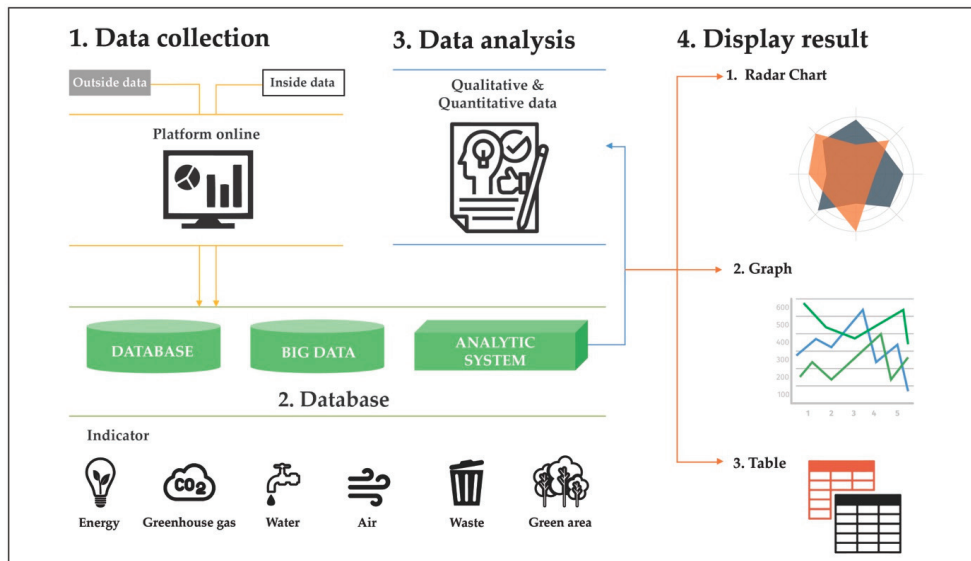 1. Data collection
Outside data
Inside data
Platform online
3. Data analysis
Qualitative &
Quantitative data
DATABASE
BIG DATA
ANALYTIC
SYSTEM
2. Database
Indicator
Energy
CO2
Greenhouse gas
Water
Air
Waste
Green area
4. Display result
1. Radar Chart
2. Graph
600
500
400
300
200
100
1 2 3 4 5
3. Table